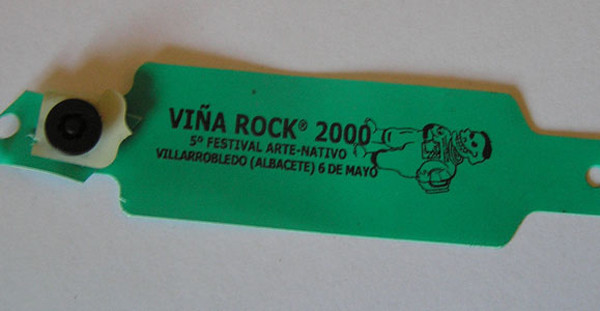 VIÑA ROCK® 2000
5º FESTIVAL ARTE-NATIVO
VILLARROBLEDO (ALBACETE) 6 DE MAYO